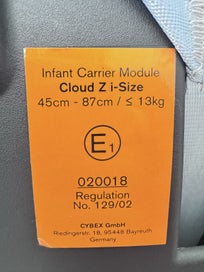 Infant Carrier Module
Cloud Z i-Size
45cm - 87cm / ≤ 13kg
E1
020018
Regulation
No. 129/02
CYBEX GmbH
Riedingerstr. 18, 95448 Bayreuth
Germany